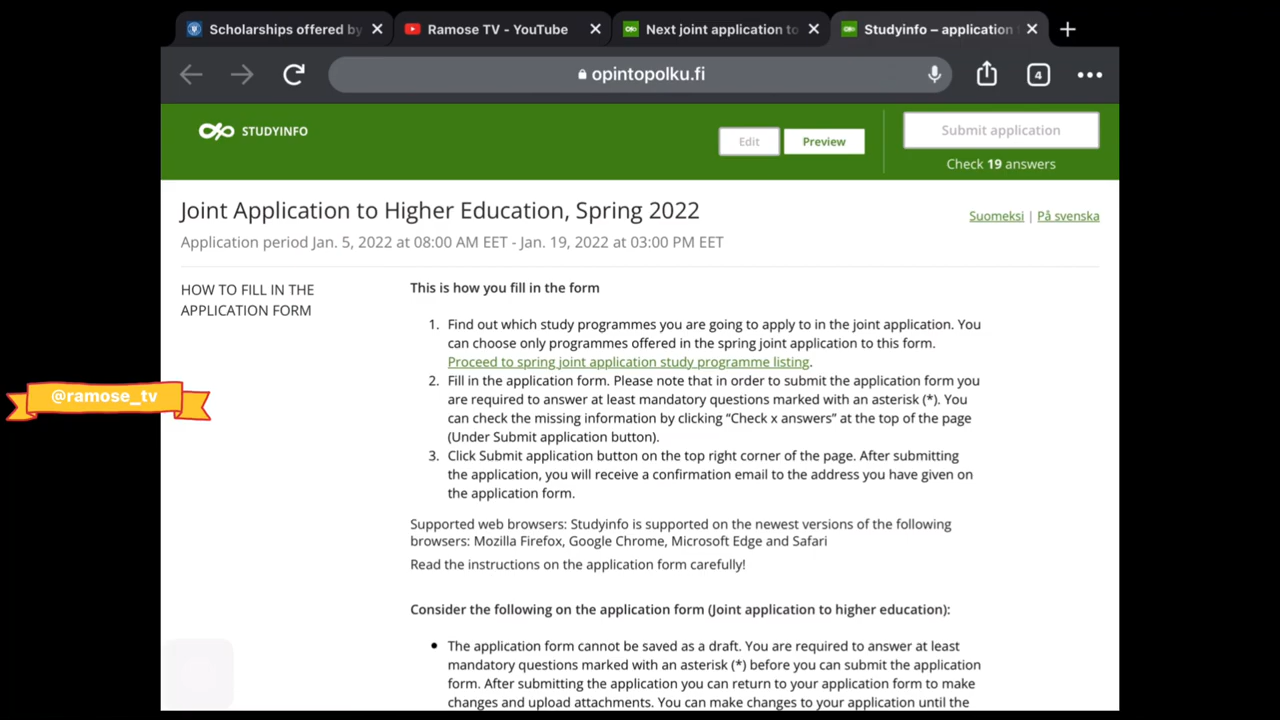 Scholarships offered by
Ramose TV - YouTube
Next joint application to
Studyinfo – application
opintopolku.fi
4
STUDYINFO
Edit
Preview
Submit application
Check 19 answers
Joint Application to Higher Education, Spring 2022
Suomeksi | På svenska
Application period Jan. 5, 2022 at 08:00 AM EET - Jan. 19, 2022 at 03:00 PM EET
HOW TO FILL IN THE
APPLICATION FORM
This is how you fill in the form
1. Find out which study programmes you are going to apply to in the joint application. You
can choose only programmes offered in the spring joint application to this form.
Proceed to spring joint application study programme listing.
2. Fill in the application form. Please note that in order to submit the application form you
are required to answer at least mandatory questions marked with an asterisk (*). You
can check the missing information by clicking “Check x answers” at the top of the page
(Under Submit application button).
3. Click Submit application button on the top right corner of the page. After submitting
the application, you will receive a confirmation email to the address you have given on
the application form.
@ramose_tv
Supported web browsers: Studyinfo is supported on the newest versions of the following
browsers: Mozilla Firefox, Google Chrome, Microsoft Edge and Safari
Read the instructions on the application form carefully!
Consider the following on the application form (Joint application to higher education):
• The application form cannot be saved as a draft. You are required to answer at least
mandatory questions marked with an asterisk (*) before you can submit the application
form. After submitting the application you can return to your application form to make
changes and upload attachments. You can make changes to your application until the